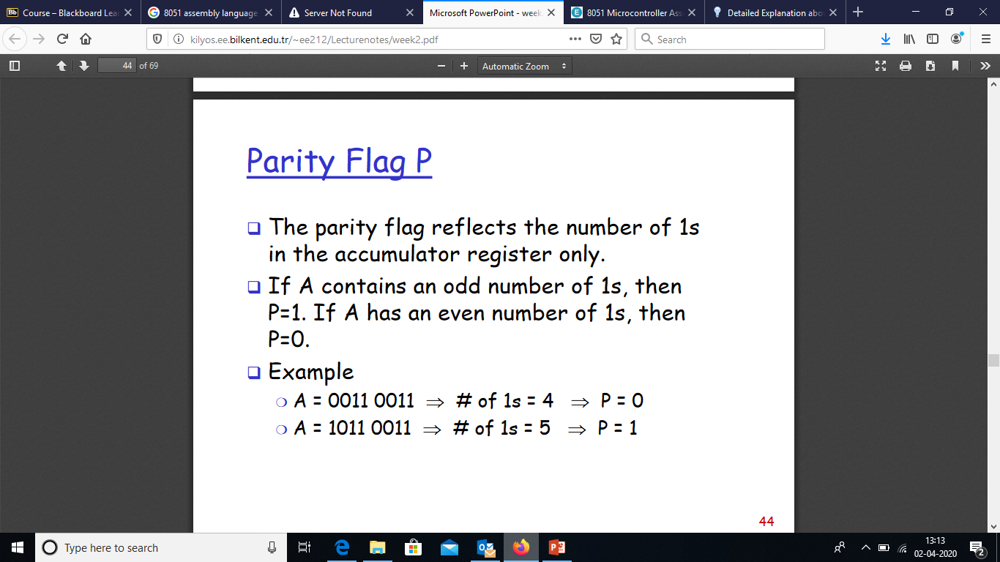 Course – Blackboard Lea
8051 assembly language
Server Not Found
Microsoft PowerPoint - week
8051 Microcontroller Ass
Detailed Explanation abo
kilyos.ee.bilkent.edu.tr/~ee212/Lecturenotes/week2.pdf
Search
44 of 69
Automatic Zoom
Parity Flag P
The parity flag reflects the number of 1s
in the accumulator register only.
If A contains an odd number of 1s, then
P=1. If A has an even number of 1s, then
P=0.
Example
A = 0011 0011 ⇒ # of 1s = 4 ⇒ P = 0
A = 1011 0011 ⇒ # of 1s = 5 ⇒ P = 1
44
Type here to search
13:13
02-04-2020
2